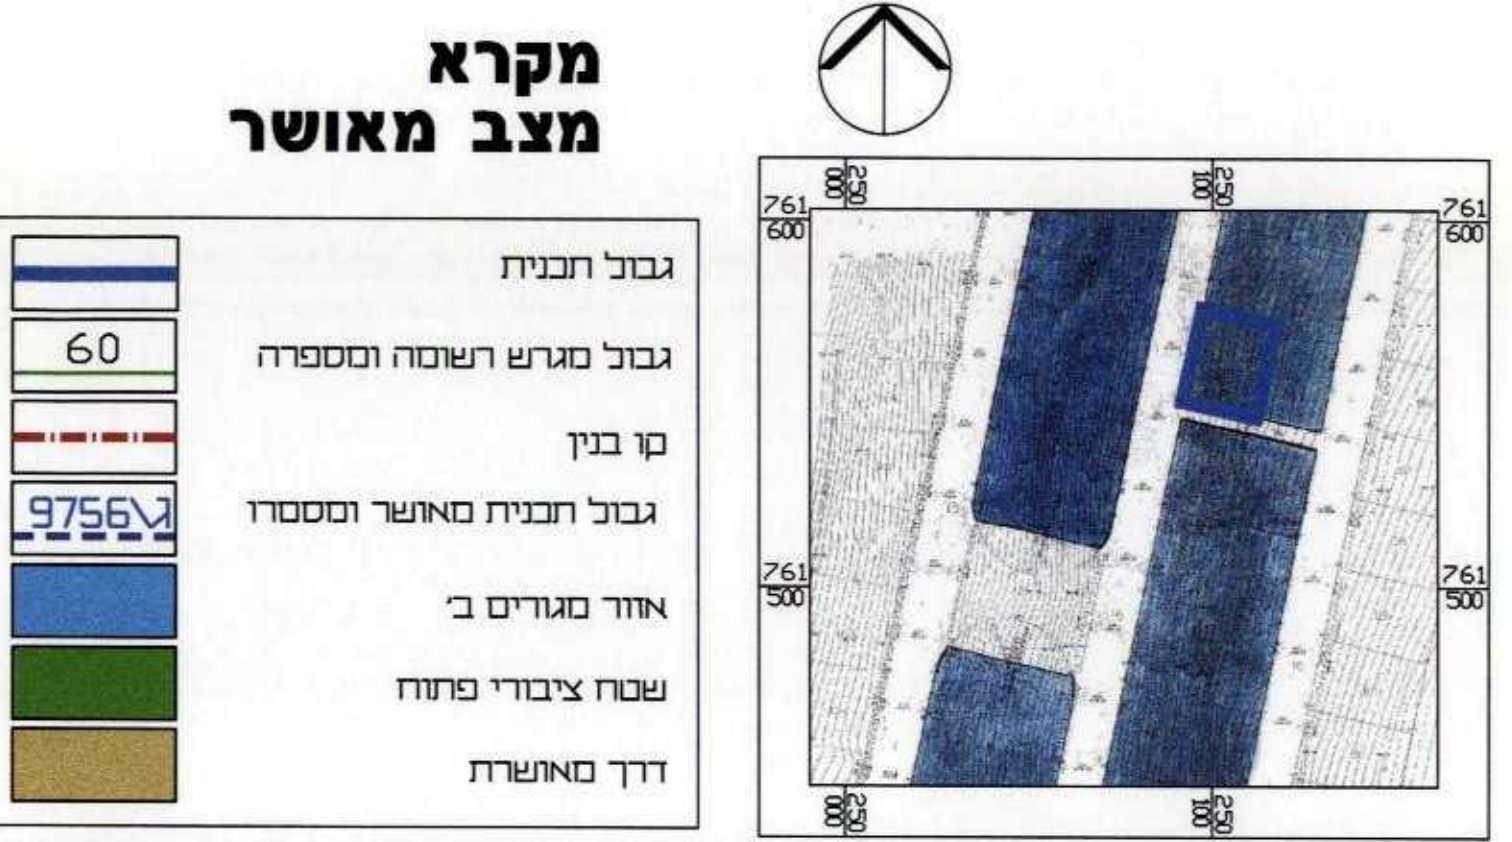 מקרא
מצב מאושר
גבול תכנית
60
גבול מגרש רשומה ומספרה
קו בנין
9756\ג
גבול תכנית מאושר ומספרו
אזור מגורים ב'
שטח ציבורי פתוח
דרך מאושרת
250
000
250
100
761
600
761
600
761
500
761
500
250
000
250
100